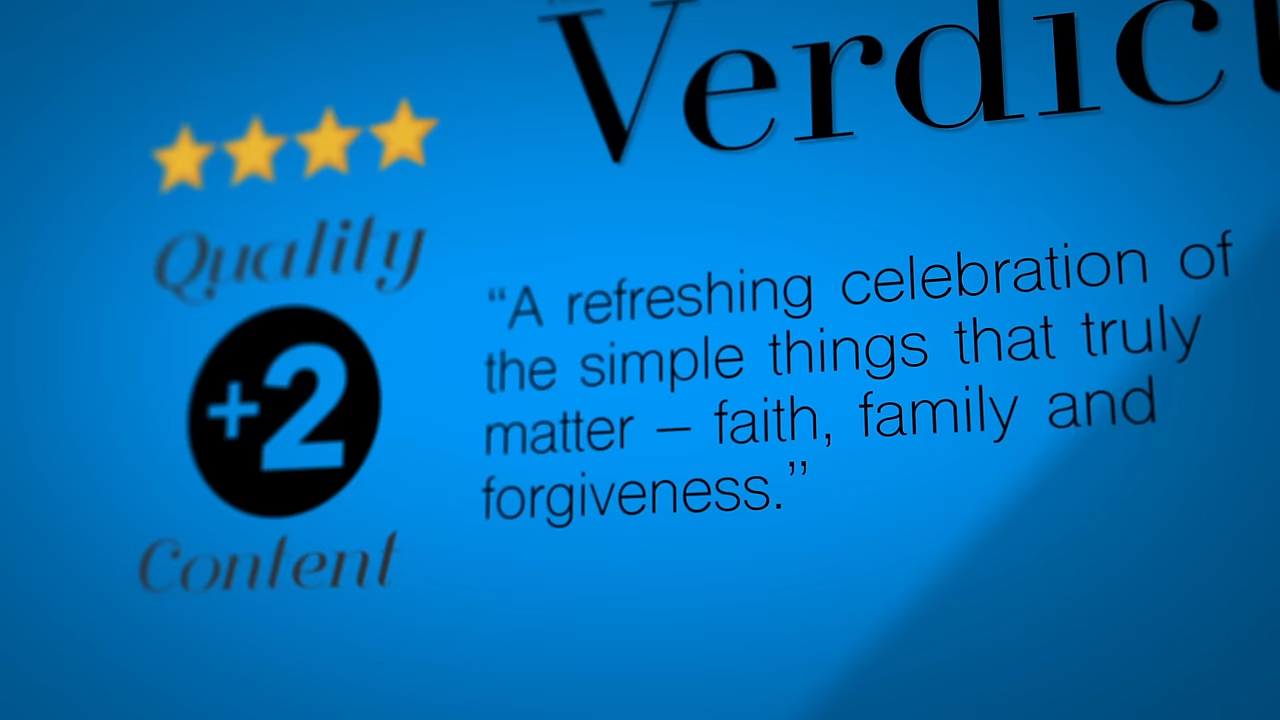 Verdict
Quality
+2
Content
“A refreshing celebration of
the simple things that truly
matter – faith, family and
forgiveness.”